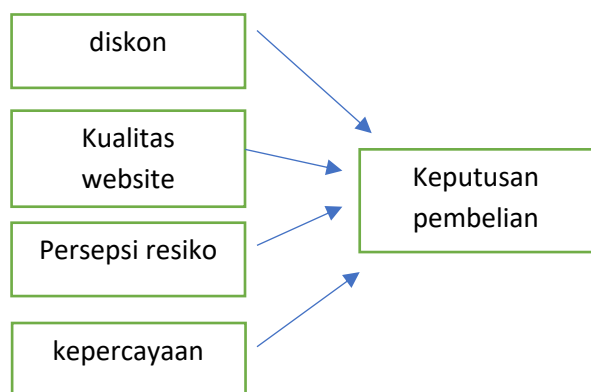 diskon
Kualitas
website
Persepsi resiko
kepercayaan
Keputusan
pembelian